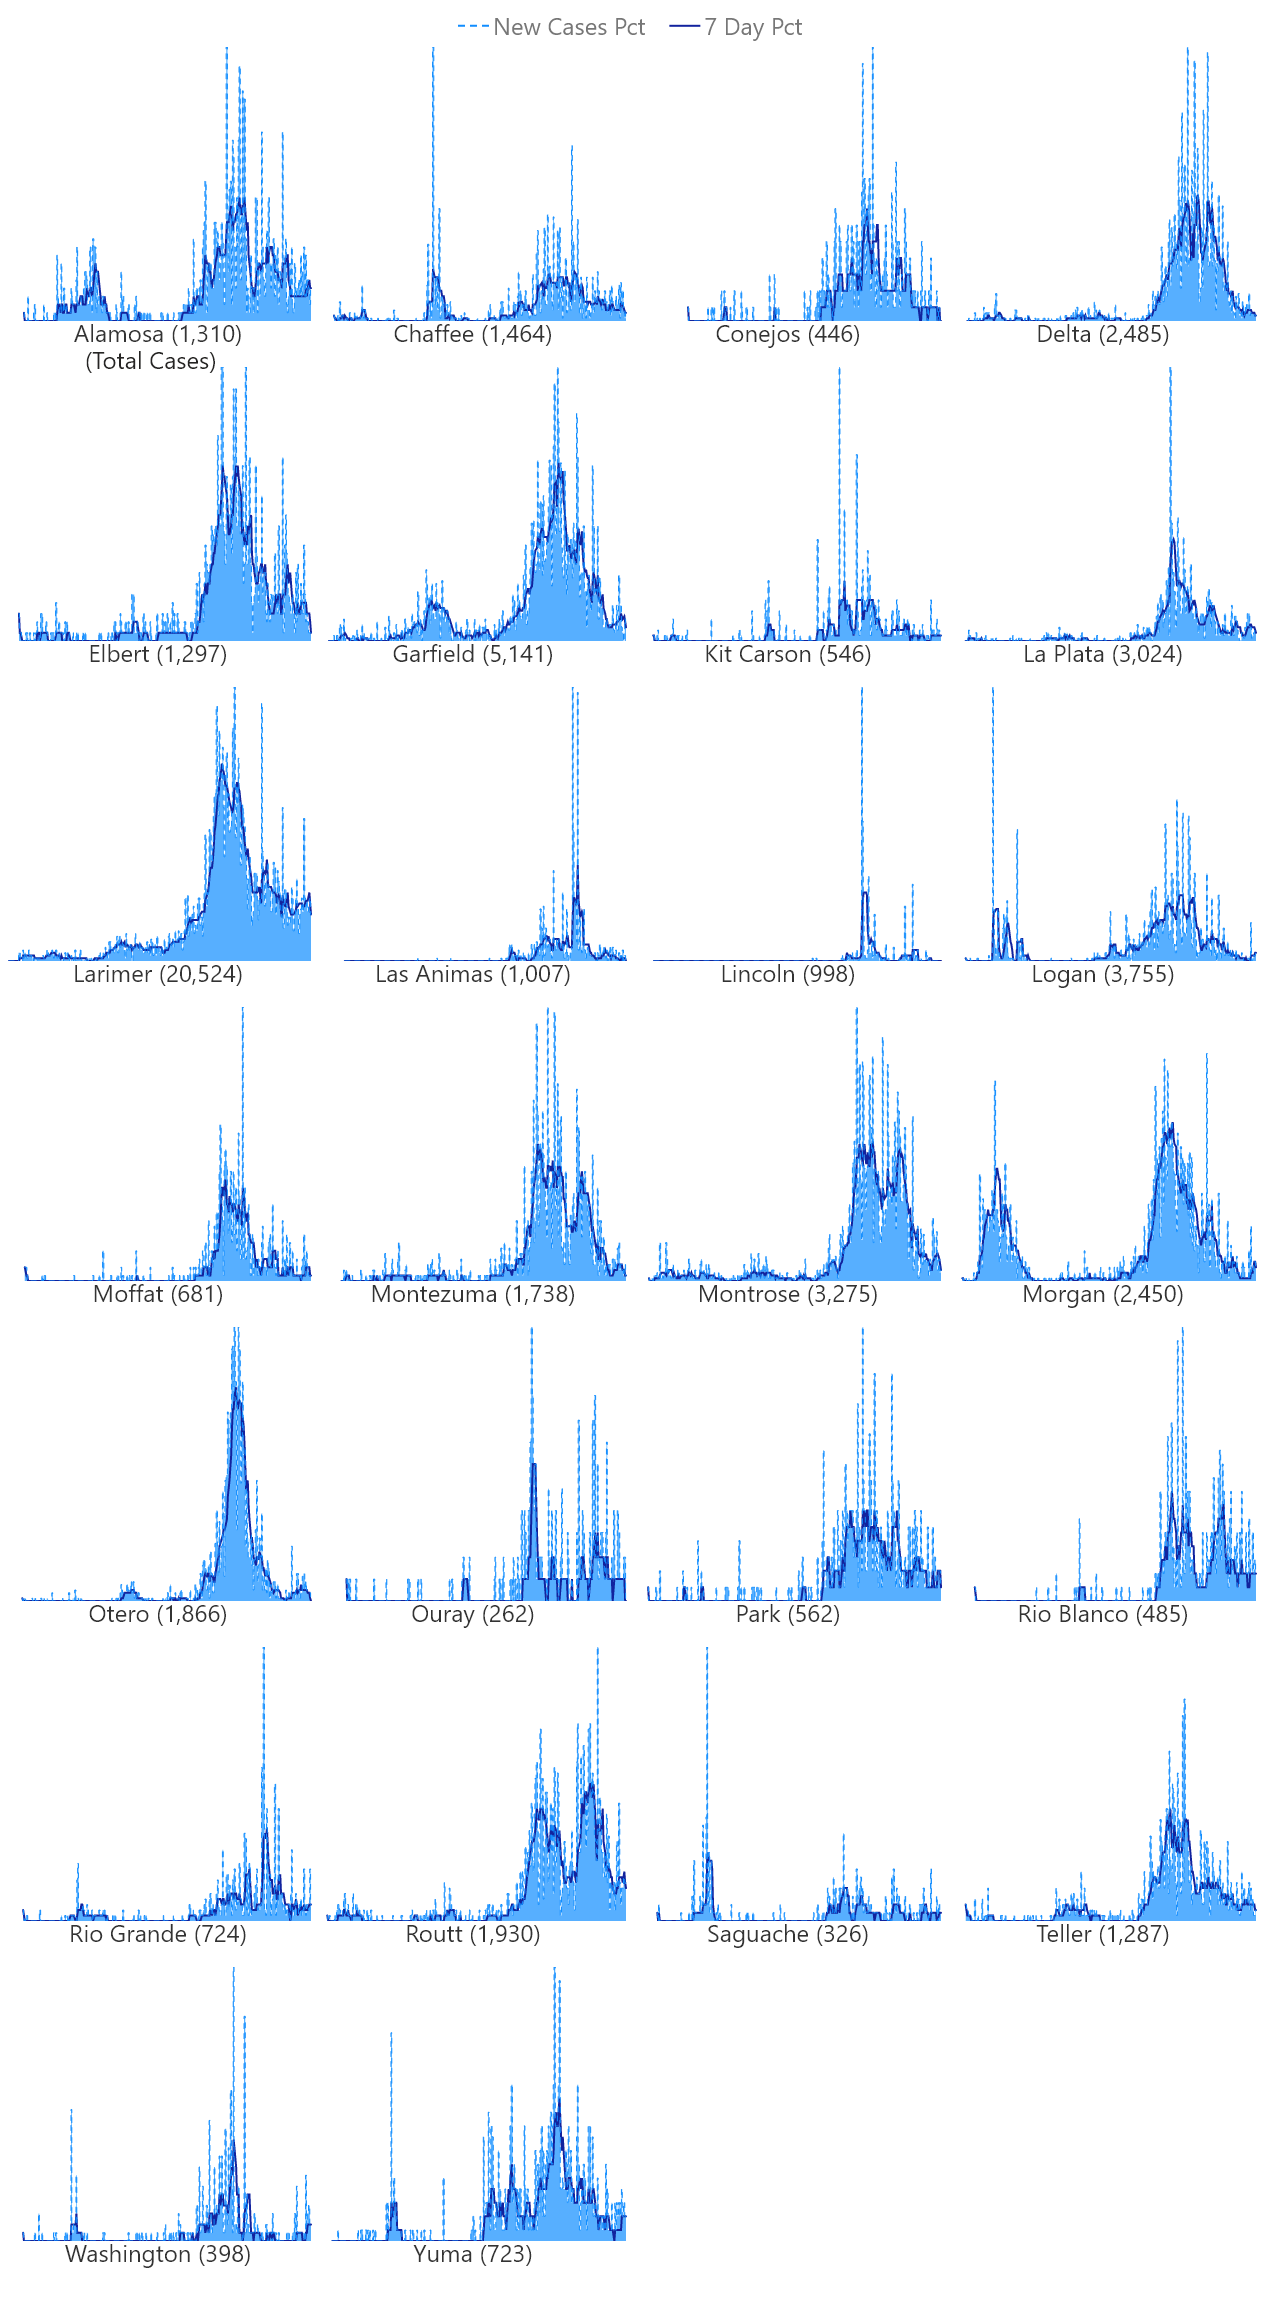 New Cases Pct 7 Day Pct
Alamosa (1,310) Chaffee (1,464) Conejos (446) Delta (2,485)
(Total Cases)
Elbert (1,297) Garfield (5,141) Kit Carson (546) La Plata (3,024)
Larimer (20,524) Las Animas (1,007) Lincoln (998) Logan (3,755)
Moffat (681) Montezuma (1,738) Montrose (3,275) Morgan (2,450)
Otero (1,866) Ouray (262) Park (562) Rio Blanco (485)
Rio Grande (724) Routt (1,930) Saguache (326) Teller (1,287)
Washington (398) Yuma (723)